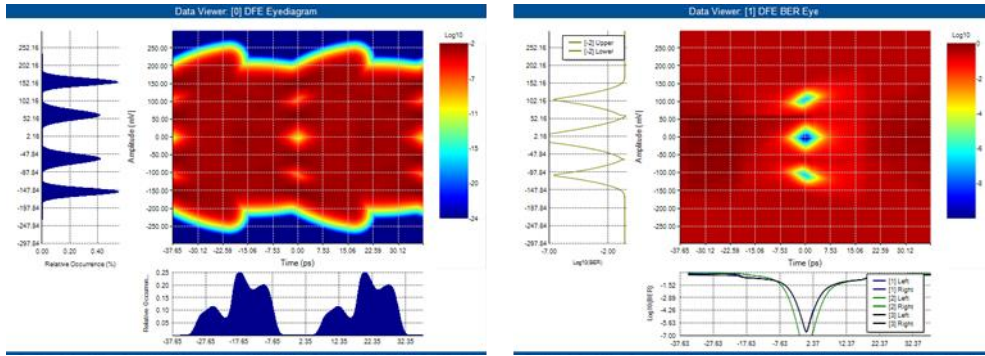 Data Viewer: [0] DFE Eyediagram
252.16
202.16
152.16
102.16
52.16
2.16
-47.84
-97.84
-147.84
-197.84
-247.84
-297.84
0.00 0.20 0.40
Relative Occurrence (%)
Amplitude (mV)
250.00
200.00
150.00
100.00
50.00
0.00
-50.00
-100.00
-150.00
-200.00
-250.00
-37.65 -30.12 -22.59 -15.06 -7.53 0.00 7.53 15.06 22.59 30.12
Time (ps)
Log10
-2
-7
-15
-20
-24
Relative Occurren...
0.25
0.20
0.15
0.10
0.05
-37.65 -27.65 -17.65 -7.65 2.35 12.35 22.35 32.35
Data Viewer: [1] DFE BER Eye
[-2] Upper
[-2] Lower
252.16
202.16
152.16
102.16
52.16
2.16
-47.84
-97.84
-147.84
-197.84
-247.84
-297.84
-7.00 -2.00
Log10(BER)
Amplitude (mV)
250.00
200.00
150.00
100.00
50.00
0.00
-50.00
-100.00
-150.00
-200.00
-250.00
-37.65 -30.12 -22.59 -15.06 -7.53 0.00 7.53 15.06 22.59 30.12
Time (ps)
Log10
0
-2
-4
-6
-8
Log10(BER)
-1.52
-2.89
-4.26
-5.63
-7.00
-37.65 -27.65 -17.65 -7.65 2.35 12.35 22.35 32.35
[1] Left
[1] Right
[2] Left
[2] Right
[3] Left
[3] Right